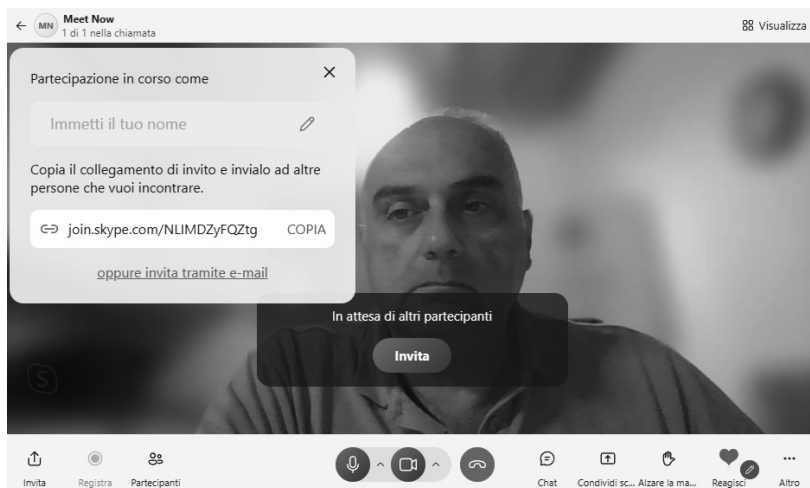 MN
Meet Now
1 di 1 nella chiamata
Visualizza
Partecipazione in corso come
Immetti il tuo nome
Copia il collegamento di invito e invialo ad altre
persone che vuoi incontrare.
join.skype.com/NLIMDZyFQZtg COPIA
oppure invita tramite e-mail
In attesa di altri partecipanti
Invita
S
Invita Registra Partecipanti Chat Condividi sc... Alzare la ma... Reagisci Altro